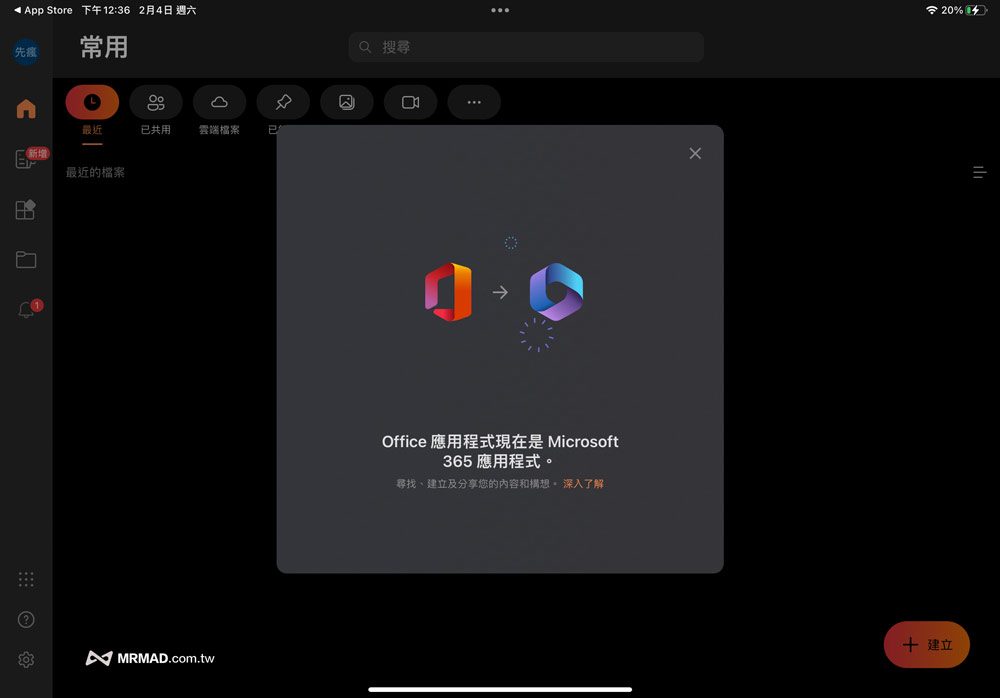 ◀ App Store 下午12:36 2月4日 週六
20%
先瘋
常用
搜尋
最近
已共用
雲端檔案
新增
最近的檔案
1
Office 應用程式現在是 Microsoft
365 應用程式。
尋找、建立及分享您的內容和構想。 深入了解
建立
MRMAD.com.tw